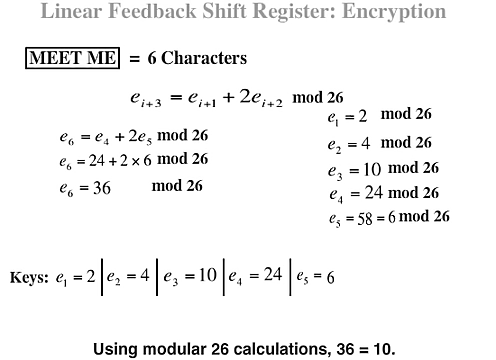 Linear Feedback Shift Register: Encryption
MEET ME = 6 Characters
e_{i+3} = e_{i+1} + 2e_{i+2} mod 26
e_1 = 2 mod 26
e_6 = e_4 + 2e_5 mod 26
e_2 = 4 mod 26
e_6 = 24 + 2 × 6 mod 26
e_3 = 10 mod 26
e_6 = 36 mod 26
e_4 = 24 mod 26
e_5 = 58 = 6 mod 26
Keys: e_1 = 2 | e_2 = 4 | e_3 = 10 | e_4 = 24 | e_5 = 6
Using modular 26 calculations, 36 = 10.